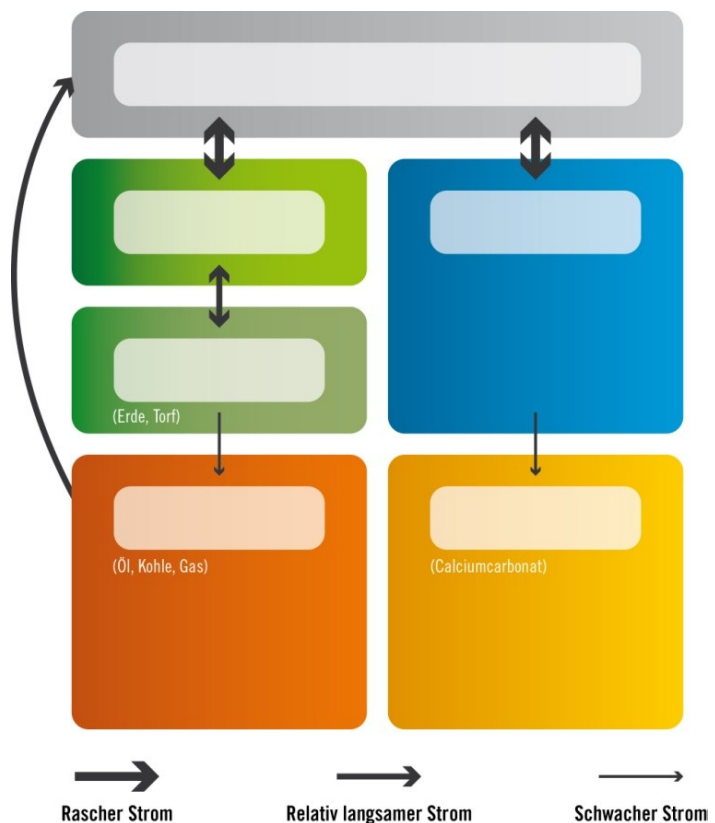 (Erde, Torf)
(Öl, Kohle, Gas)
(Calciumcarbonat)
Rascher Strom
Relativ langsamer Strom
Schwacher Strom